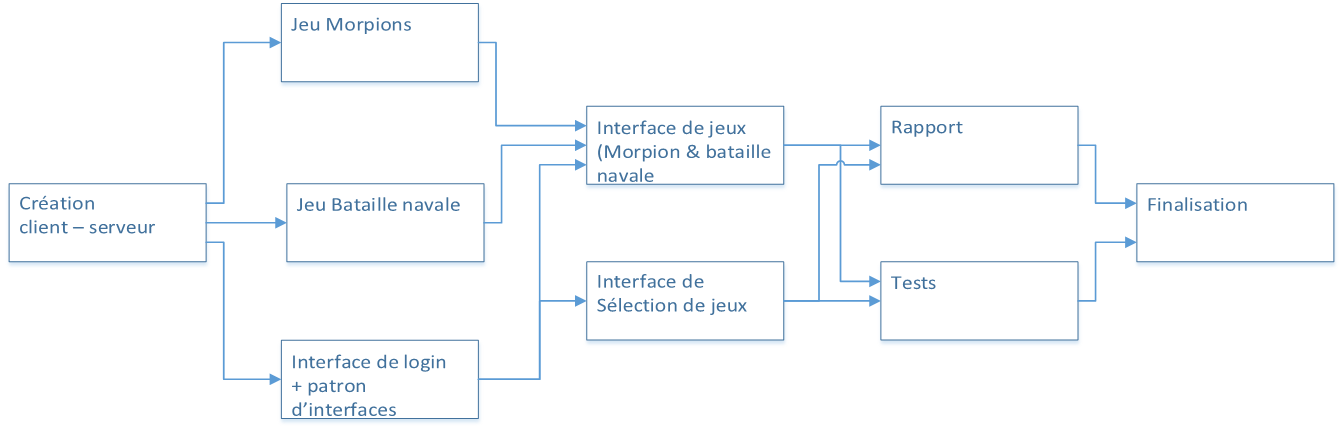 Jeu Morpions
Interface de jeux
(Morpion & bataille
navale
Rapport
Création
client – serveur
Jeu Bataille navale
Finalisation
Interface de
Sélection de jeux
Tests
Interface de login
+ patron
d’interfaces